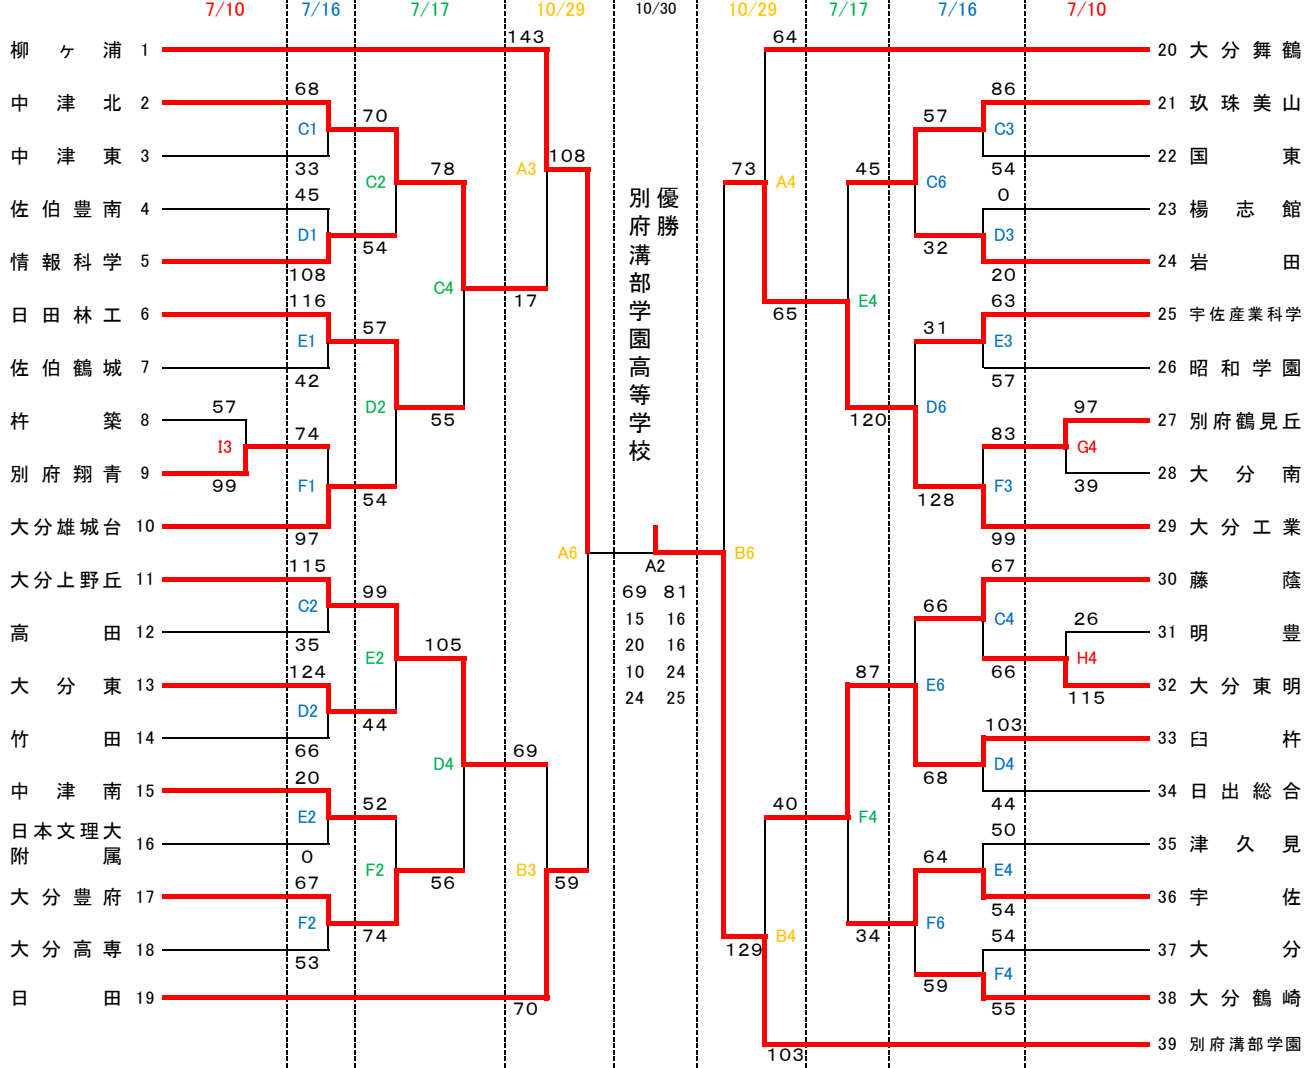 7/10 7/16 7/17 10/29 10/30 10/29 7/17 7/16 7/10
柳ヶ浦 1
中津北 2
中津東 3
佐伯豊南 4
情報科学 5
日田林工 6
佐伯鶴城 7
杵築 8
別府翔青 9
大分雄城台 10
大分上野丘 11
高田 12
大分東 13
竹田 14
中津南 15
日本文理大
附属 16
大分豊府 17
大分高専 18
日田 19
57
I3
99
68
C1
33
45
D1
108
116
E1
42
74
F1
97
115
C2
35
124
D2
66
20
E2
0
67
F2
53
70
C2
54
57
D2
54
99
E2
44
52
F2
74
78
C4
55
105
D4
56
143
A3
17
69
B3
70
108
A6
59
優勝
別府溝部学園高等学校
A2
69 81
15 16
20 16
10 24
24 25
73
B6
129
64
A4
65
40
B4
103
45
E4
120
87
F4
34
57
C6
32
31
D6
128
66
E6
68
64
F6
59
86
C3
54
0
D3
20
63
E3
57
83
F3
99
67
C4
66
103
D4
44
50
E4
54
54
F4
55
97
G4
39
26
H4
115
20 大分舞鶴
21 玖珠美山
22 国東
23 楊志館
24 岩田
25 宇佐産業科学
26 昭和学園
27 別府鶴見丘
28 大分南
29 大分工業
30 藤蔭
31 明豊
32 大分東明
33 臼杵
34 日出総合
35 津久見
36 宇佐
37 大分
38 大分鶴崎
39 別府溝部学園